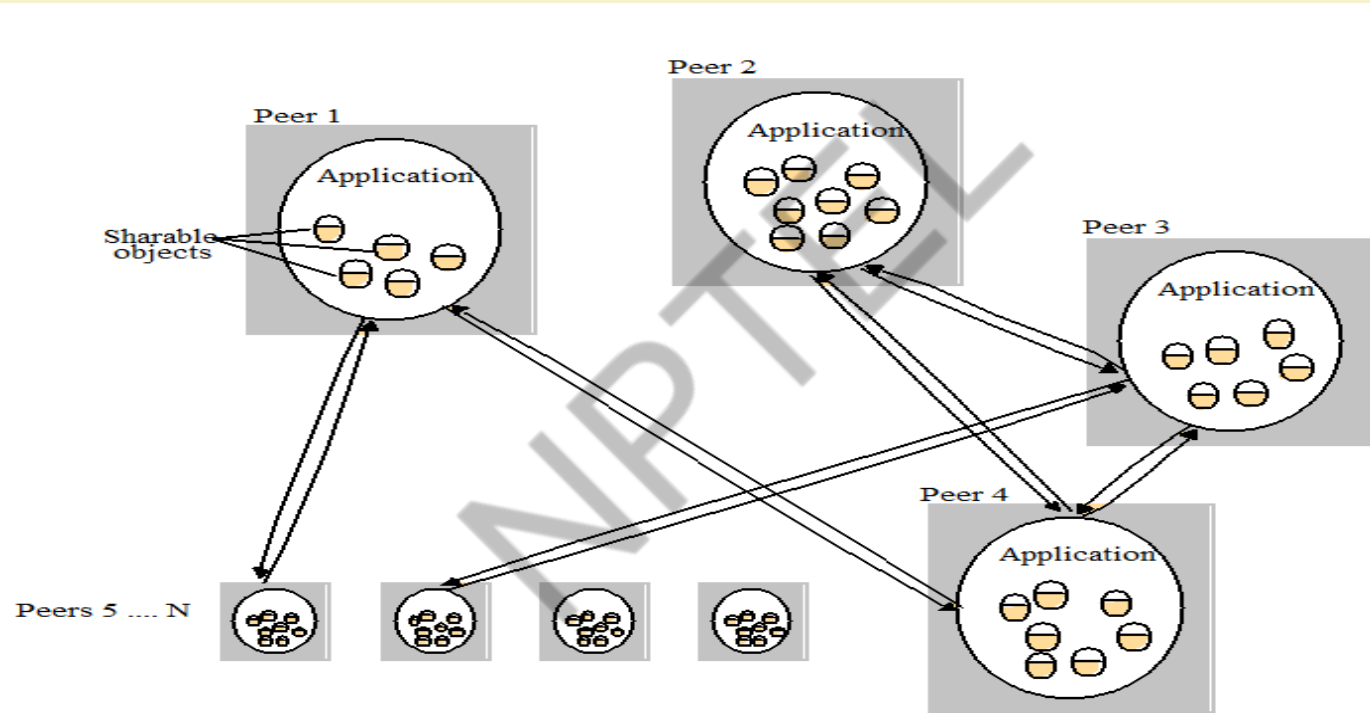 Peer 2
Peer 1
Application
Application
Sharable
objects
Peer 3
Application
Peer 4
Application
Peers 5 .... N
NPTEL